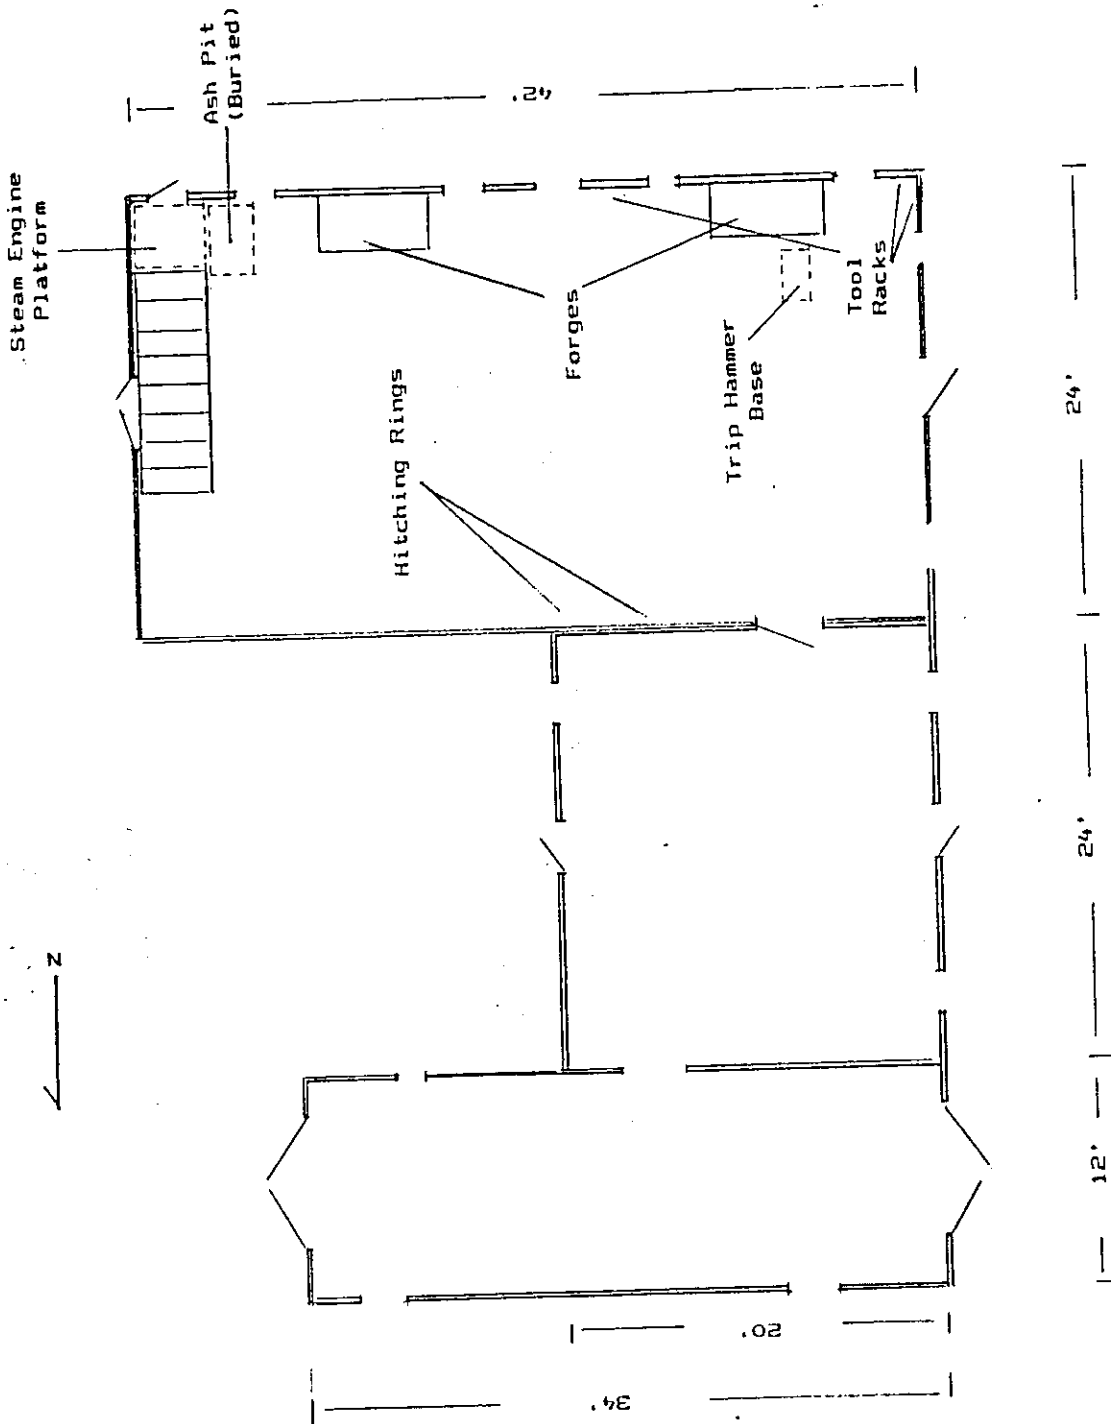 Steam Engine
Platform
Ash Pit
(Buried)
42'
Forges
Tool
Racks
Trip Hammer
Base
Hitching Rings
24'
N
24'
12'
20'
34'